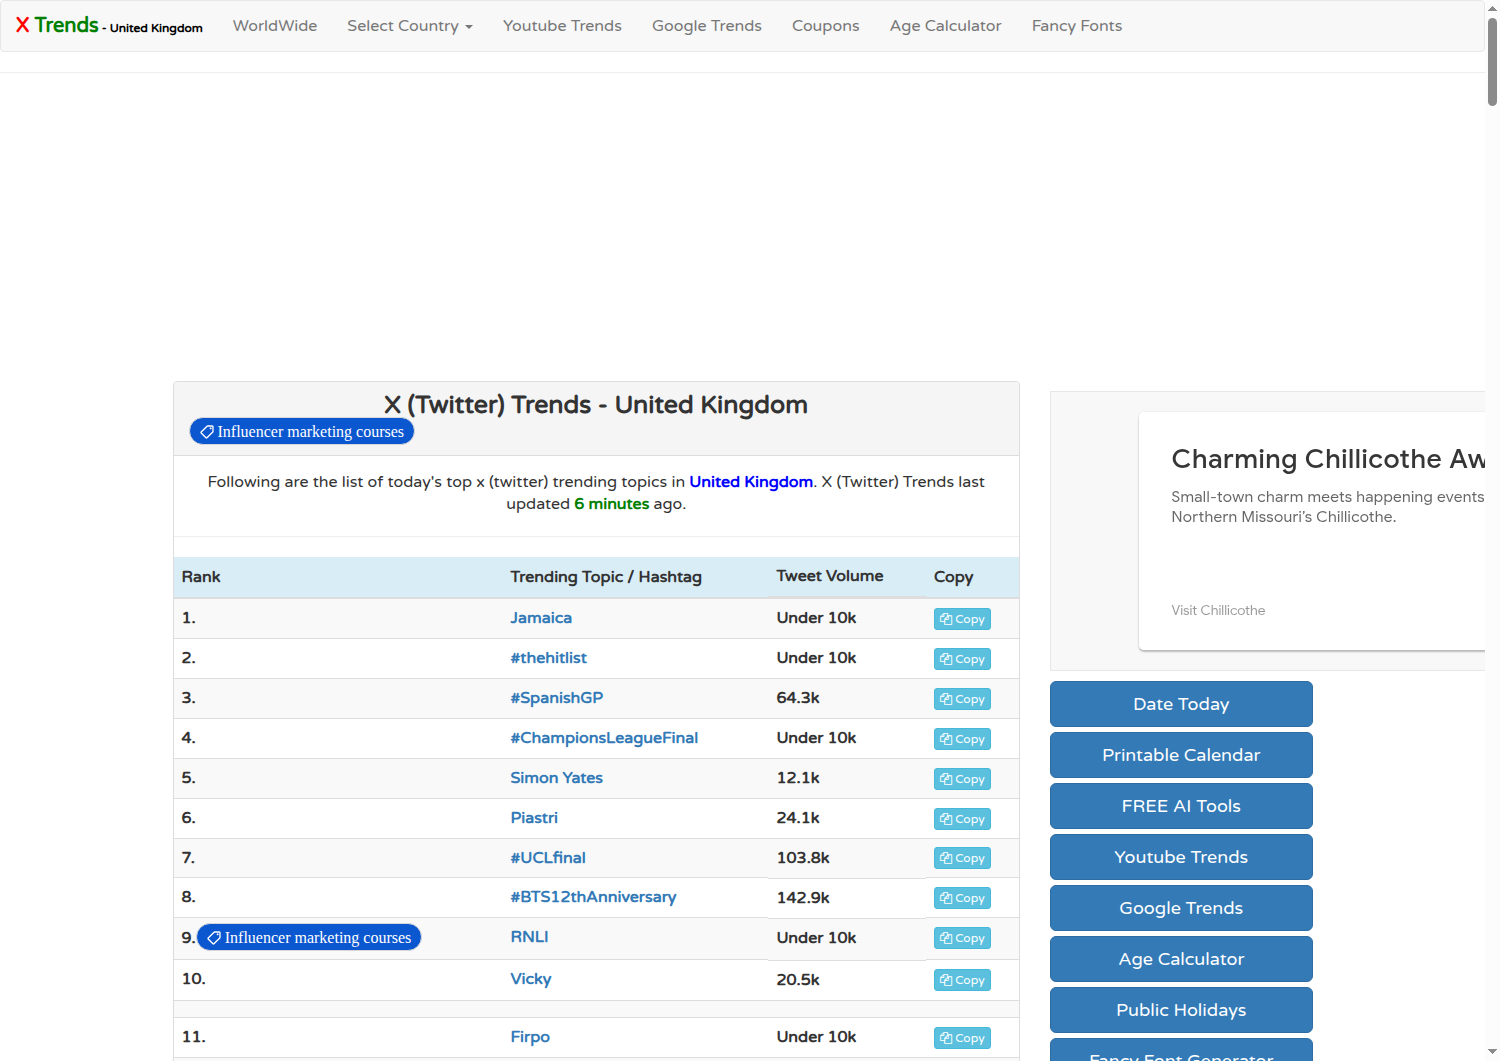 X Trends - United Kingdom WorldWide Select Country Youtube Trends Google Trends Coupons Age Calculator Fancy Fonts
X (Twitter) Trends - United Kingdom
Influencer marketing courses
Following are the list of today's top x (twitter) trending topics in United Kingdom. X (Twitter) Trends last
updated 6 minutes ago.
Rank Trending Topic / Hashtag Tweet Volume Copy
1. Jamaica Under 10k Copy
2. #thehitlist Under 10k Copy
3. #SpanishGP 64.3k Copy
4. #ChampionsLeagueFinal Under 10k Copy
5. Simon Yates 12.1k Copy
6. Piastri 24.1k Copy
7. #UCLfinal 103.8k Copy
8. #BTS12thAnniversary 142.9k Copy
9. Influencer marketing courses RNLI Under 10k Copy
10. Vicky 20.5k Copy
11. Firpo Under 10k Copy
Charming Chillicothe Aw
Small-town charm meets happening events
Northern Missouri's Chillicothe.
Visit Chillicothe
Date Today
Printable Calendar
FREE AI Tools
Youtube Trends
Google Trends
Age Calculator
Public Holidays
Fancy Font Generator